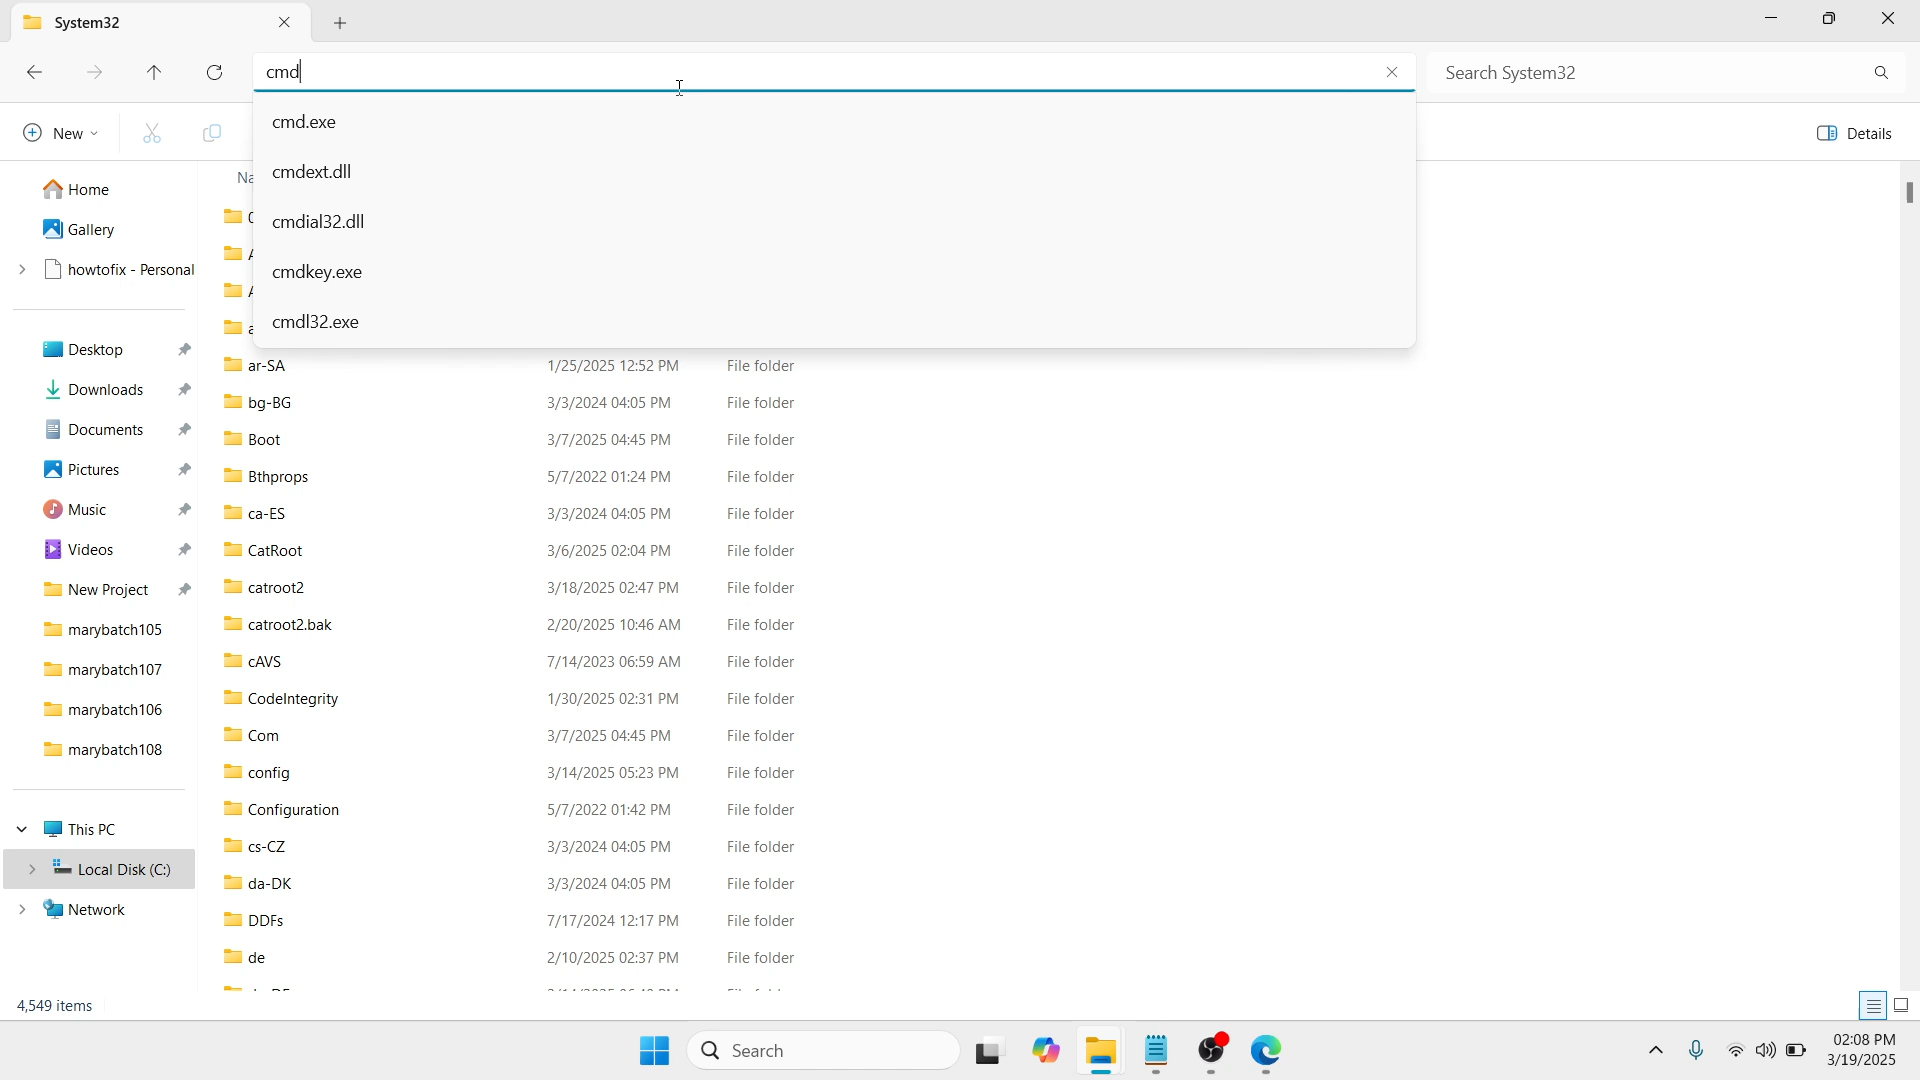 System32
cmd
Search System32
New
Details
cmd.exe
cmdext.dll
cmdial32.dll
cmdkey.exe
cmdl32.exe
Home
Gallery
howtofix - Personal
Desktop
Downloads
Documents
Pictures
Music
Videos
New Project
marybatch105
marybatch107
marybatch106
marybatch108
This PC
Local Disk (C:)
Network
ar-SA 1/25/2025 12:52 PM File folder
bg-BG 3/3/2024 04:05 PM File folder
Boot 3/7/2025 04:45 PM File folder
Bthprops 5/7/2022 01:24 PM File folder
ca-ES 3/3/2024 04:05 PM File folder
CatRoot 3/6/2025 02:04 PM File folder
catroot2 3/18/2025 02:47 PM File folder
catroot2.bak 2/20/2025 10:46 AM File folder
cAVS 7/14/2023 06:59 AM File folder
CodeIntegrity 1/30/2025 02:31 PM File folder
Com 3/7/2025 04:45 PM File folder
config 3/14/2025 05:23 PM File folder
Configuration 5/7/2022 01:42 PM File folder
cs-CZ 3/3/2024 04:05 PM File folder
da-DK 3/3/2024 04:05 PM File folder
DDFs 7/17/2024 12:17 PM File folder
de 2/10/2025 02:37 PM File folder
4,549 items
Search
02:08 PM
3/19/2025